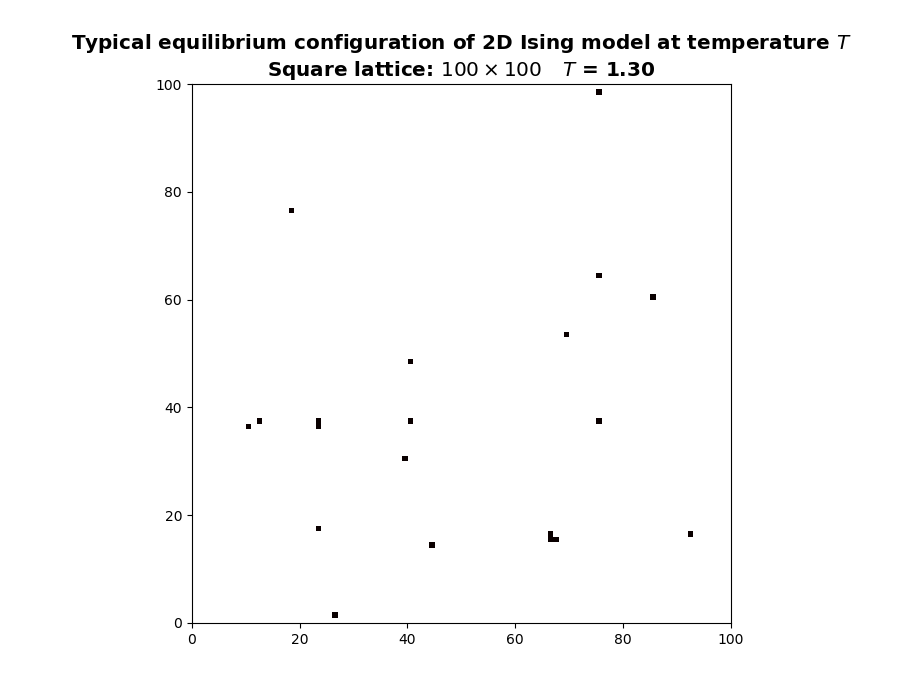 Typical equilibrium configuration of 2D Ising model at temperature T
Square lattice: 100 × 100 T = 1.30
100
80
60
40
20
0
0 20 40 60 80 100